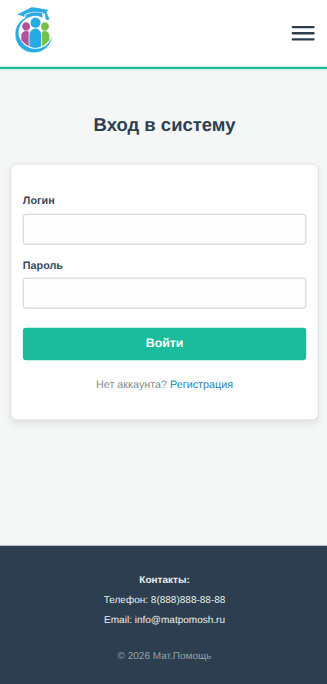 Вход в систему
Логин
Пароль
Войти
Нет аккаунта? Регистрация
Контакты:
Телефон: 8(888)888-88-88
Email: info@matpomosh.ru
© 2026 Мат.Помощь